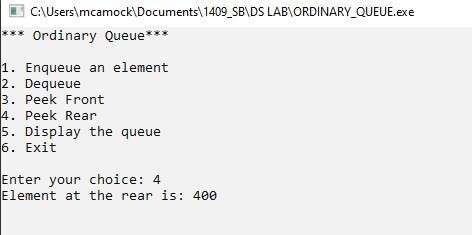 C:\Users\mcamock\Documents\1409_SB\DS LAB\ORDINARY_QUEUE.exe
*** Ordinary Queue***
1. Enqueue an element
2. Dequeue
3. Peek Front
4. Peek Rear
5. Display the queue
6. Exit
Enter your choice: 4
Element at the rear is: 400